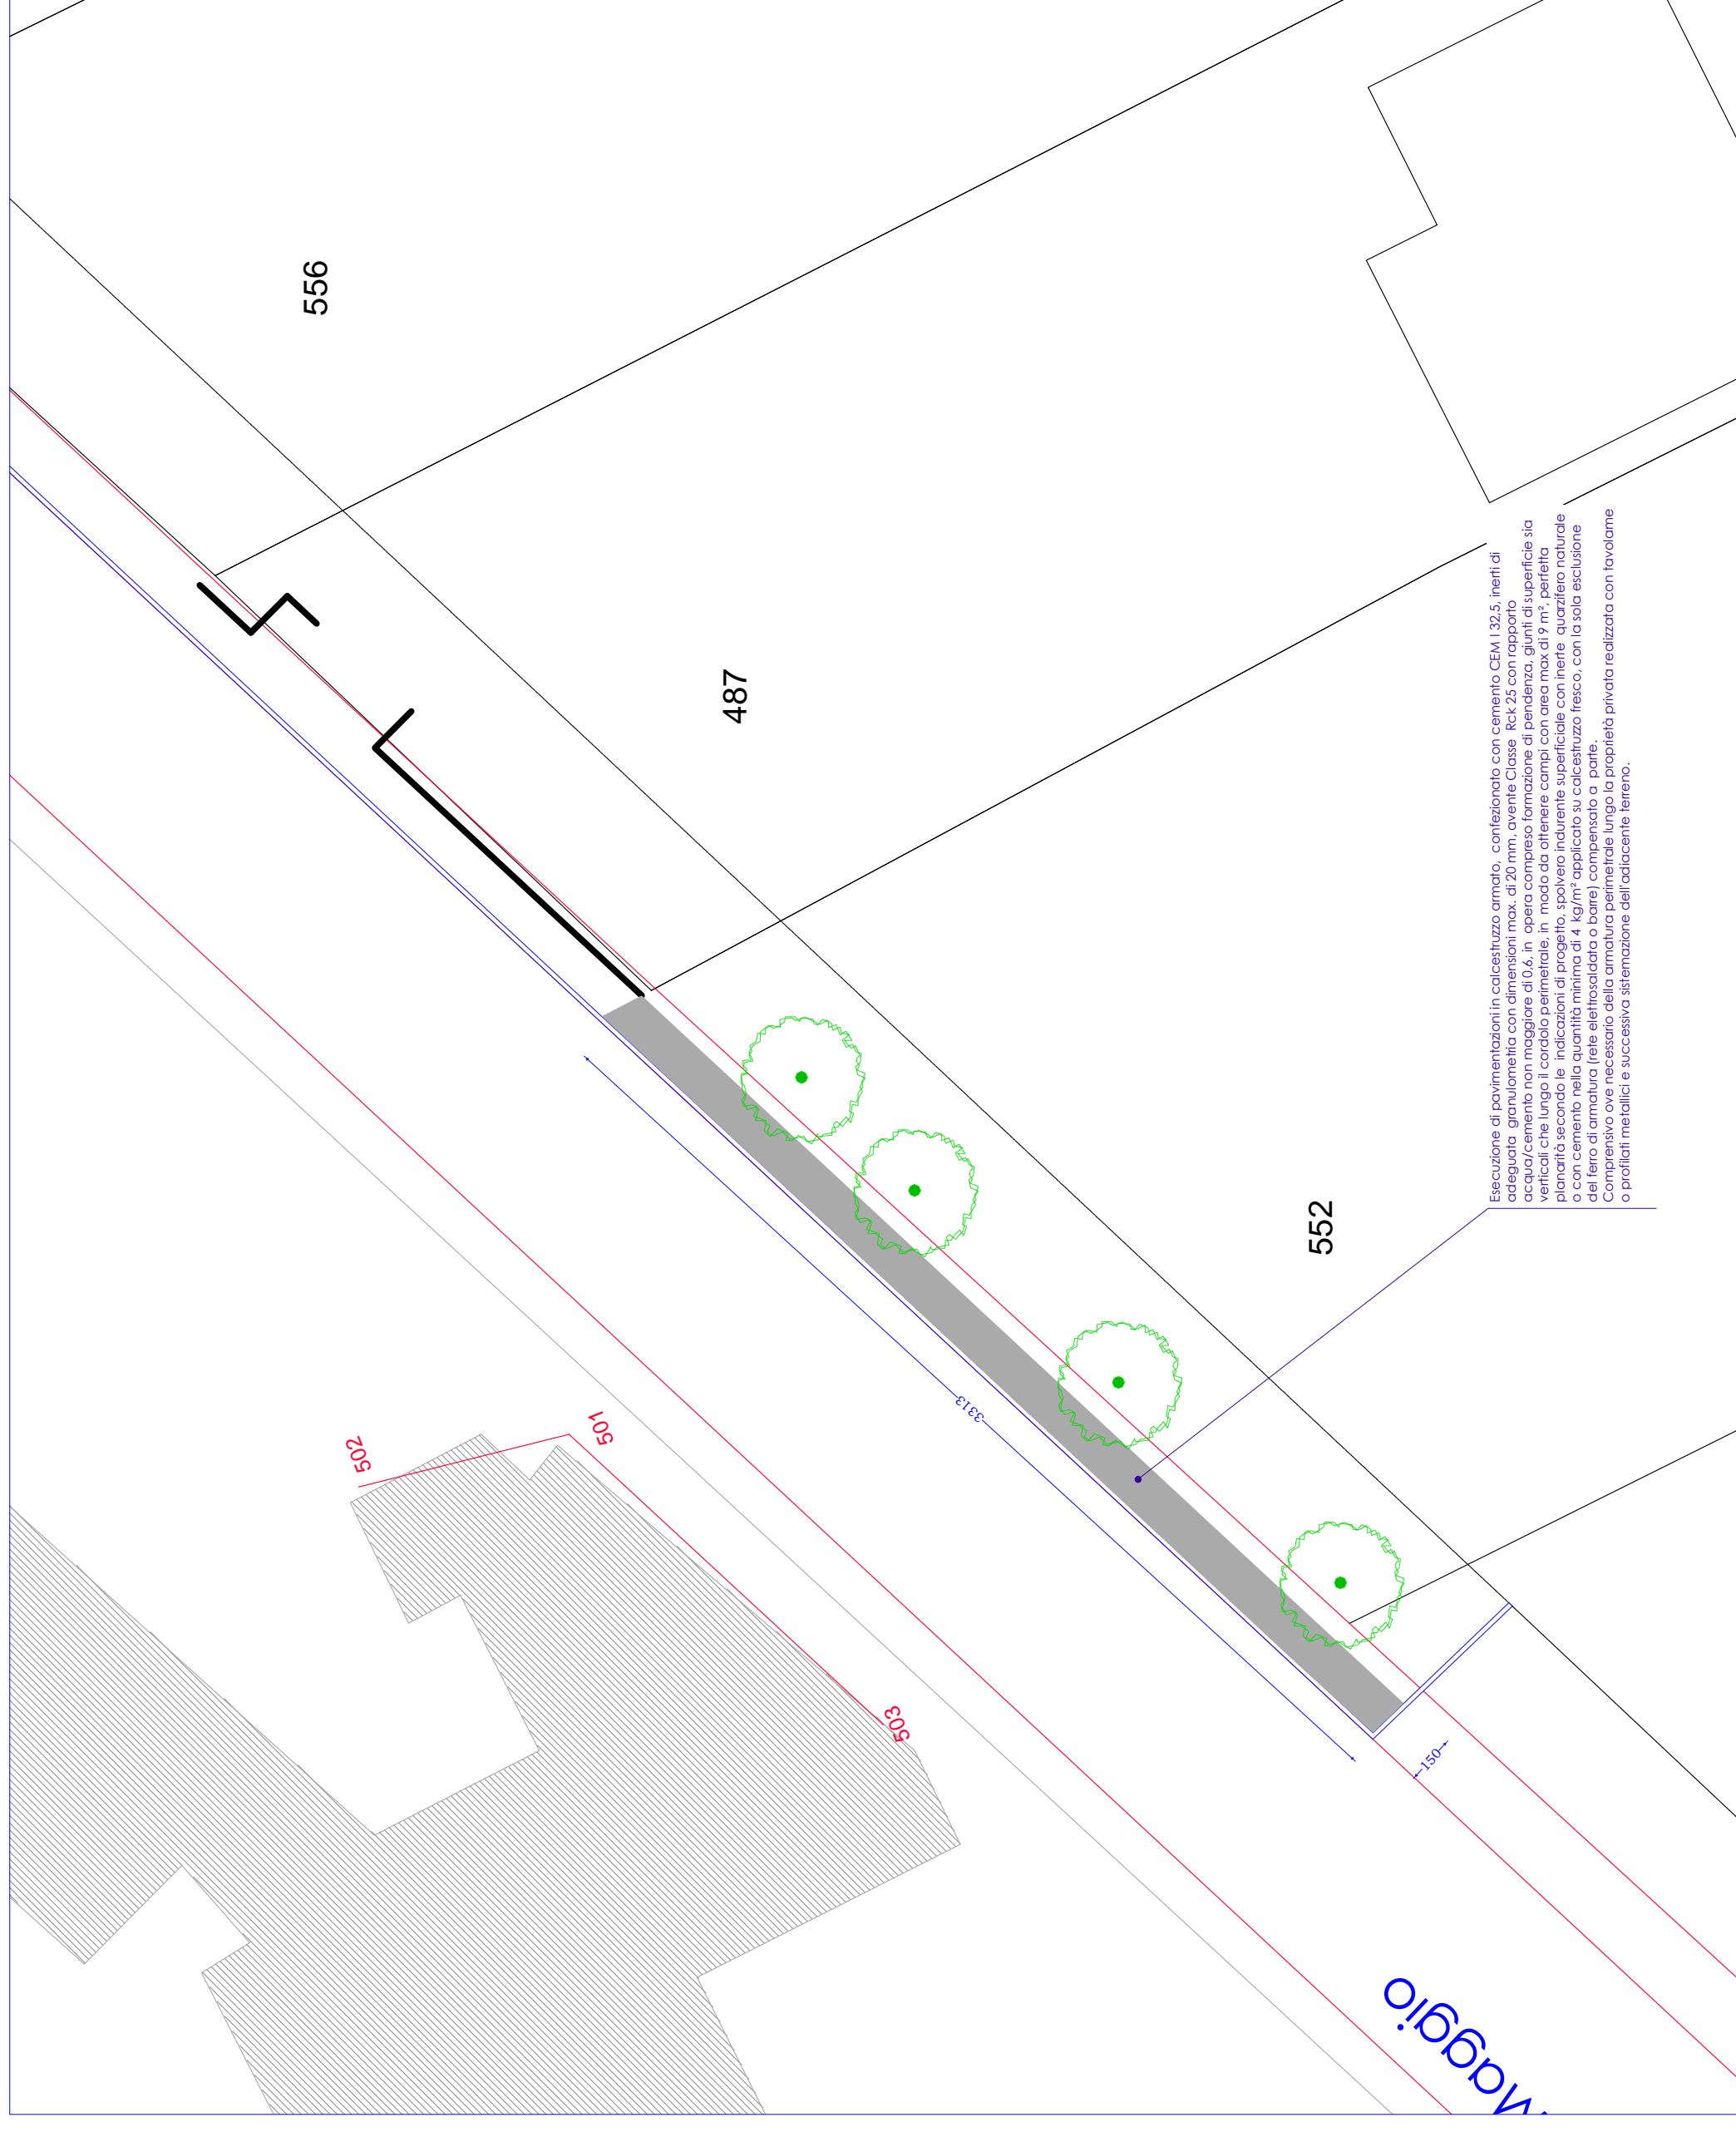 556
487
552
Esecuzione di pavimentazioni in calcestruzzo armato, confezionato con cemento CEM I 32,5, inerti di
adeguata granulometria con dimensioni max. di 20 mm, avente Classe Rck 25 con rapporto
acqua/cemento non maggiore di 0,6, in opera compreso formazione di pendenza, giunti di superficie sia
verticali che lungo il cordolo perimetrale, in modo da ottenere campi con area max di 9 m², perfetta
planarità secondo le indicazioni di progetto, spolvero indurente superficiale con inerte quarzifero naturale
o con cemento nella quantità minima di 4 kg/m² applicato su calcestruzzo fresco, con la sola esclusione
del ferro di armatura (rete elettrosaldata o barre) compensato a parte.
Comprensivo ove necessario della armatura perimetrale lungo la proprietà privata realizzata con tavolame
o profilati metallici e successiva sistemazione dell'adiacente terreno.
3313
502
501
503
150
Maggio